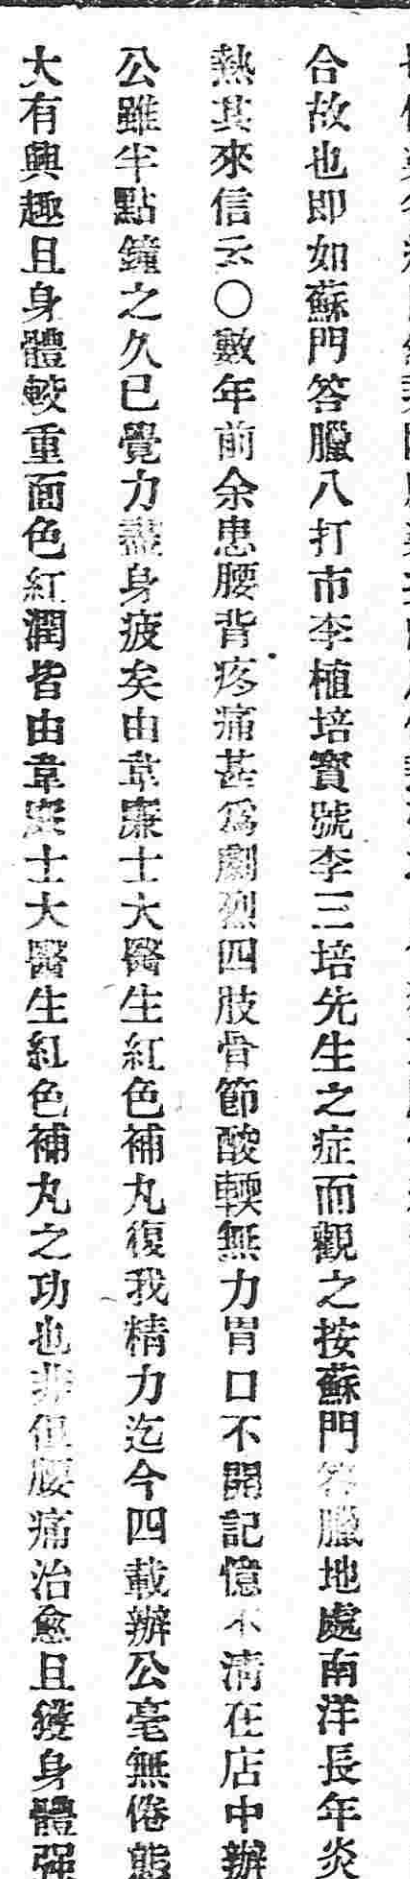 合故也即如蘇門答臘八打市李植培寳號李三培先生之症而觀之按蘇門答臘地處南洋長年炎
熱其來信云○數年前余患腰背疼痛甚爲劇烈四肢骨節酸輭無力胃口不開記憶不清在店中辦
公雖半點鐘之久已覺力盡身疲矣由韋廉士大醫生紅色補丸復我精力迄今四載辦公毫無倦態
大有興趣且身體較重面色紅潤皆由韋廉士大醫生紅色補丸之功也非但腰痛治愈且獲身體强